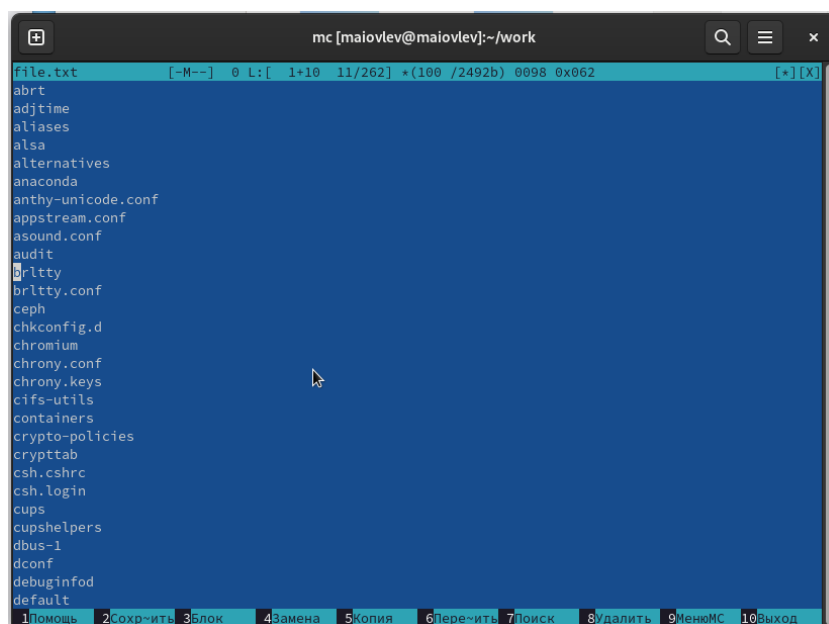 mc [maiovlev@maiovlev]:~/work
file.txt [-M--] 0 L:[ 1+10 11/262] *(100 /2492b) 0098 0x062 [*][X]
abrt
adjtime
aliases
alsa
alternatives
anaconda
anthy-unicode.conf
appstream.conf
asound.conf
audit
brltty
brltty.conf
ceph
chkconfig.d
chromium
chrony.conf
chrony.keys
cifs-utils
containers
crypto-policies
crypttab
csh.cshrc
csh.login
cups
cupshelpers
dbus-1
dconf
debuginfod
default
1Помощь 2Сохр~ить 3Блок 4Замена 5Копия 6Пере~ить 7Поиск 8Удалить 9МенюMC 10Выход